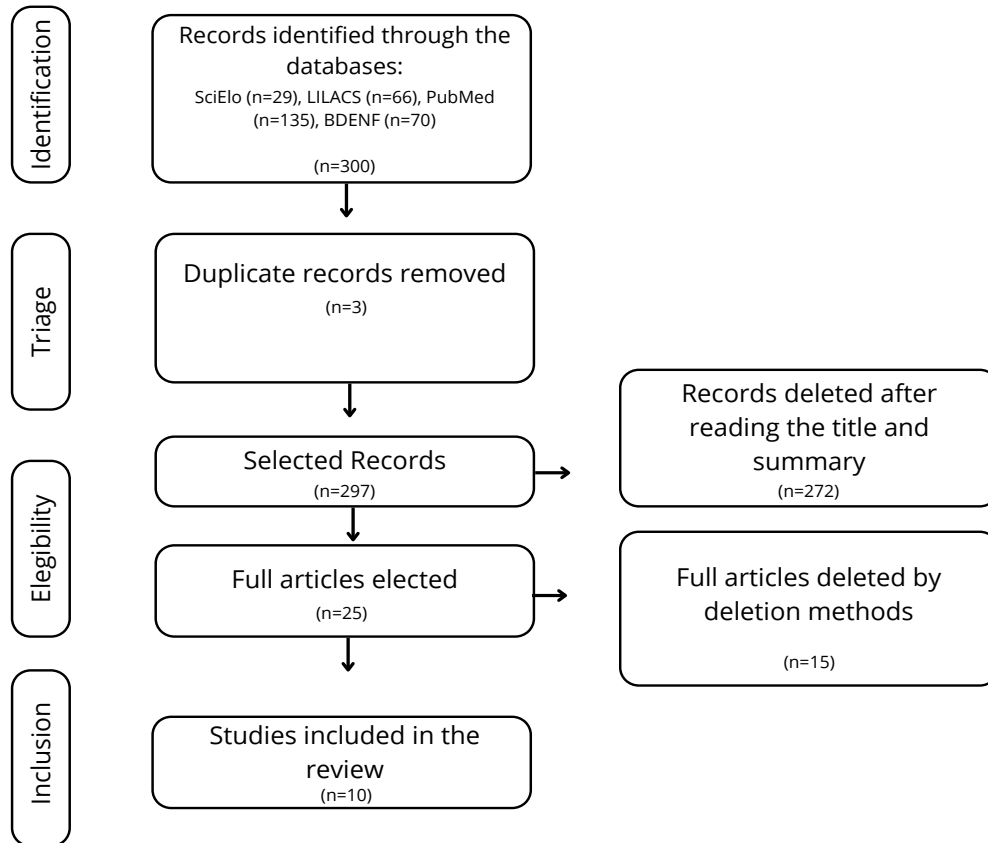 Identification
Records identified through the
databases:
SciElo (n=29), LILACS (n=66), PubMed
(n=135), BDENF (n=70)
(n=300)
Triage
Duplicate records removed
(n=3)
Records deleted after
reading the title and
summary
(n=272)
Elegibility
Selected Records
(n=297)
Full articles elected
(n=25)
Full articles deleted by
deletion methods
(n=15)
Inclusion
Studies included in the
review
(n=10)